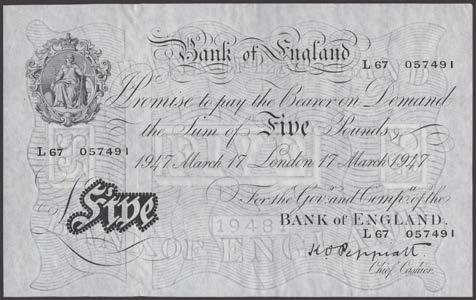 Bank of England
L 67 057491
Promise to pay the Bearer on Demand
the Sum of Five Pounds
L 67 057491
1947 March 17 London 17 March 1947
For the Gov.r and Comp.a of the
£Five
BANK OF ENGLAND.
1948
L 67 057491
K O Peppiatt
Chief Cashier.